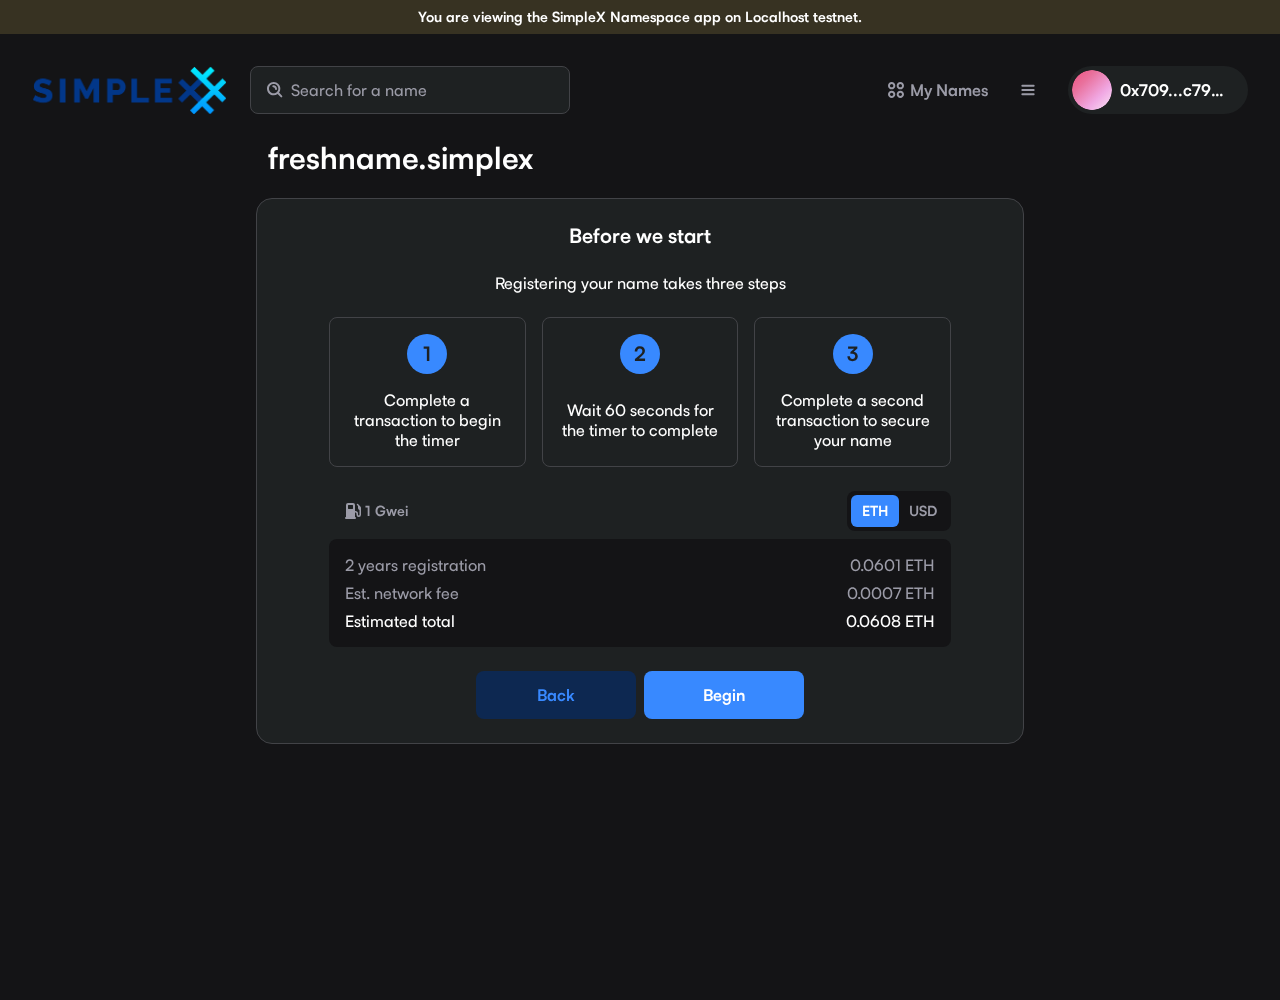 You are viewing the SimpleX Namespace app on Localhost testnet.
SIMPLEX
Search for a name
My Names
0x709...c79...
freshname.simplex
Before we start
Registering your name takes three steps
1
Complete a
transaction to begin
the timer
2
Wait 60 seconds for
the timer to complete
3
Complete a second
transaction to secure
your name
1 Gwei
ETH
USD
2 years registration
0.0601 ETH
Est. network fee
0.0007 ETH
Estimated total
0.0608 ETH
Back
Begin